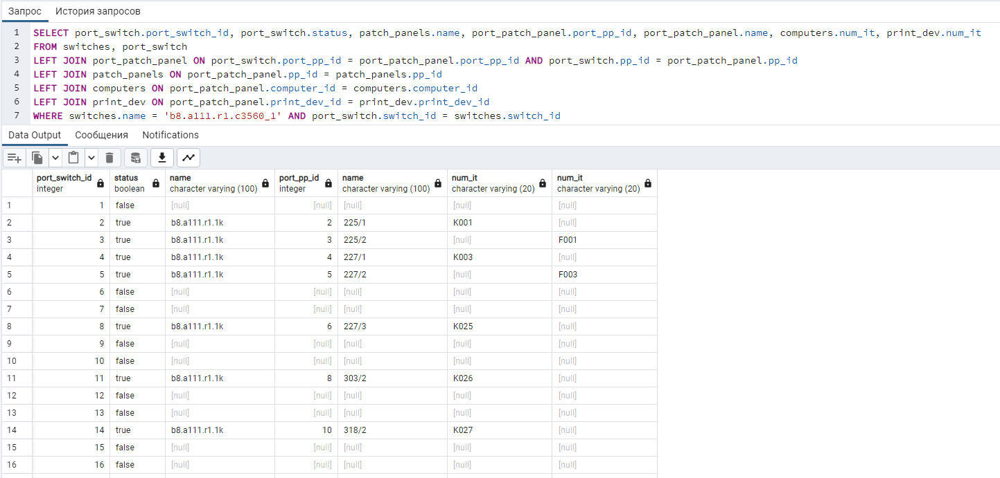 Запрос История запросов
1 SELECT port_switch.port_switch_id, port_switch.status, patch_panels.name, port_patch_panel.port_pp_id, port_patch_panel.name, computers.num_it, print_dev.num_it
2 FROM switches, port_switch
3 LEFT JOIN port_patch_panel ON port_switch.port_pp_id = port_patch_panel.port_pp_id AND port_switch.pp_id = port_patch_panel.pp_id
4 LEFT JOIN patch_panels ON port_patch_panel.pp_id = patch_panels.pp_id
5 LEFT JOIN computers ON port_patch_panel.computer_id = computers.computer_id
6 LEFT JOIN print_dev ON port_patch_panel.print_dev_id = print_dev.print_dev_id
7 WHERE switches.name = 'b8.a111.r1.c3560_1' AND port_switch.switch_id = switches.switch_id
Data Output Сообщения Notifications
port_switch_id status name port_pp_id name num_it num_it
integer boolean character varying (100) integer character varying (100) character varying (20) character varying (20)
1 1 false [null] [null] [null] [null] [null]
2 2 true b8.a111.r1.1k 2 225/1 K001 [null]
3 3 true b8.a111.r1.1k 3 225/2 [null] F001
4 4 true b8.a111.r1.1k 4 227/1 K003 [null]
5 5 true b8.a111.r1.1k 5 227/2 [null] F003
6 6 false [null] [null] [null] [null] [null]
7 7 false [null] [null] [null] [null] [null]
8 8 true b8.a111.r1.1k 6 227/3 K025 [null]
9 9 false [null] [null] [null] [null] [null]
10 10 false [null] [null] [null] [null] [null]
11 11 true b8.a111.r1.1k 8 303/2 K026 [null]
12 12 false [null] [null] [null] [null] [null]
13 13 false [null] [null] [null] [null] [null]
14 14 true b8.a111.r1.1k 10 318/2 K027 [null]
15 15 false [null] [null] [null] [null] [null]
16 16 false [null] [null] [null] [null] [null]